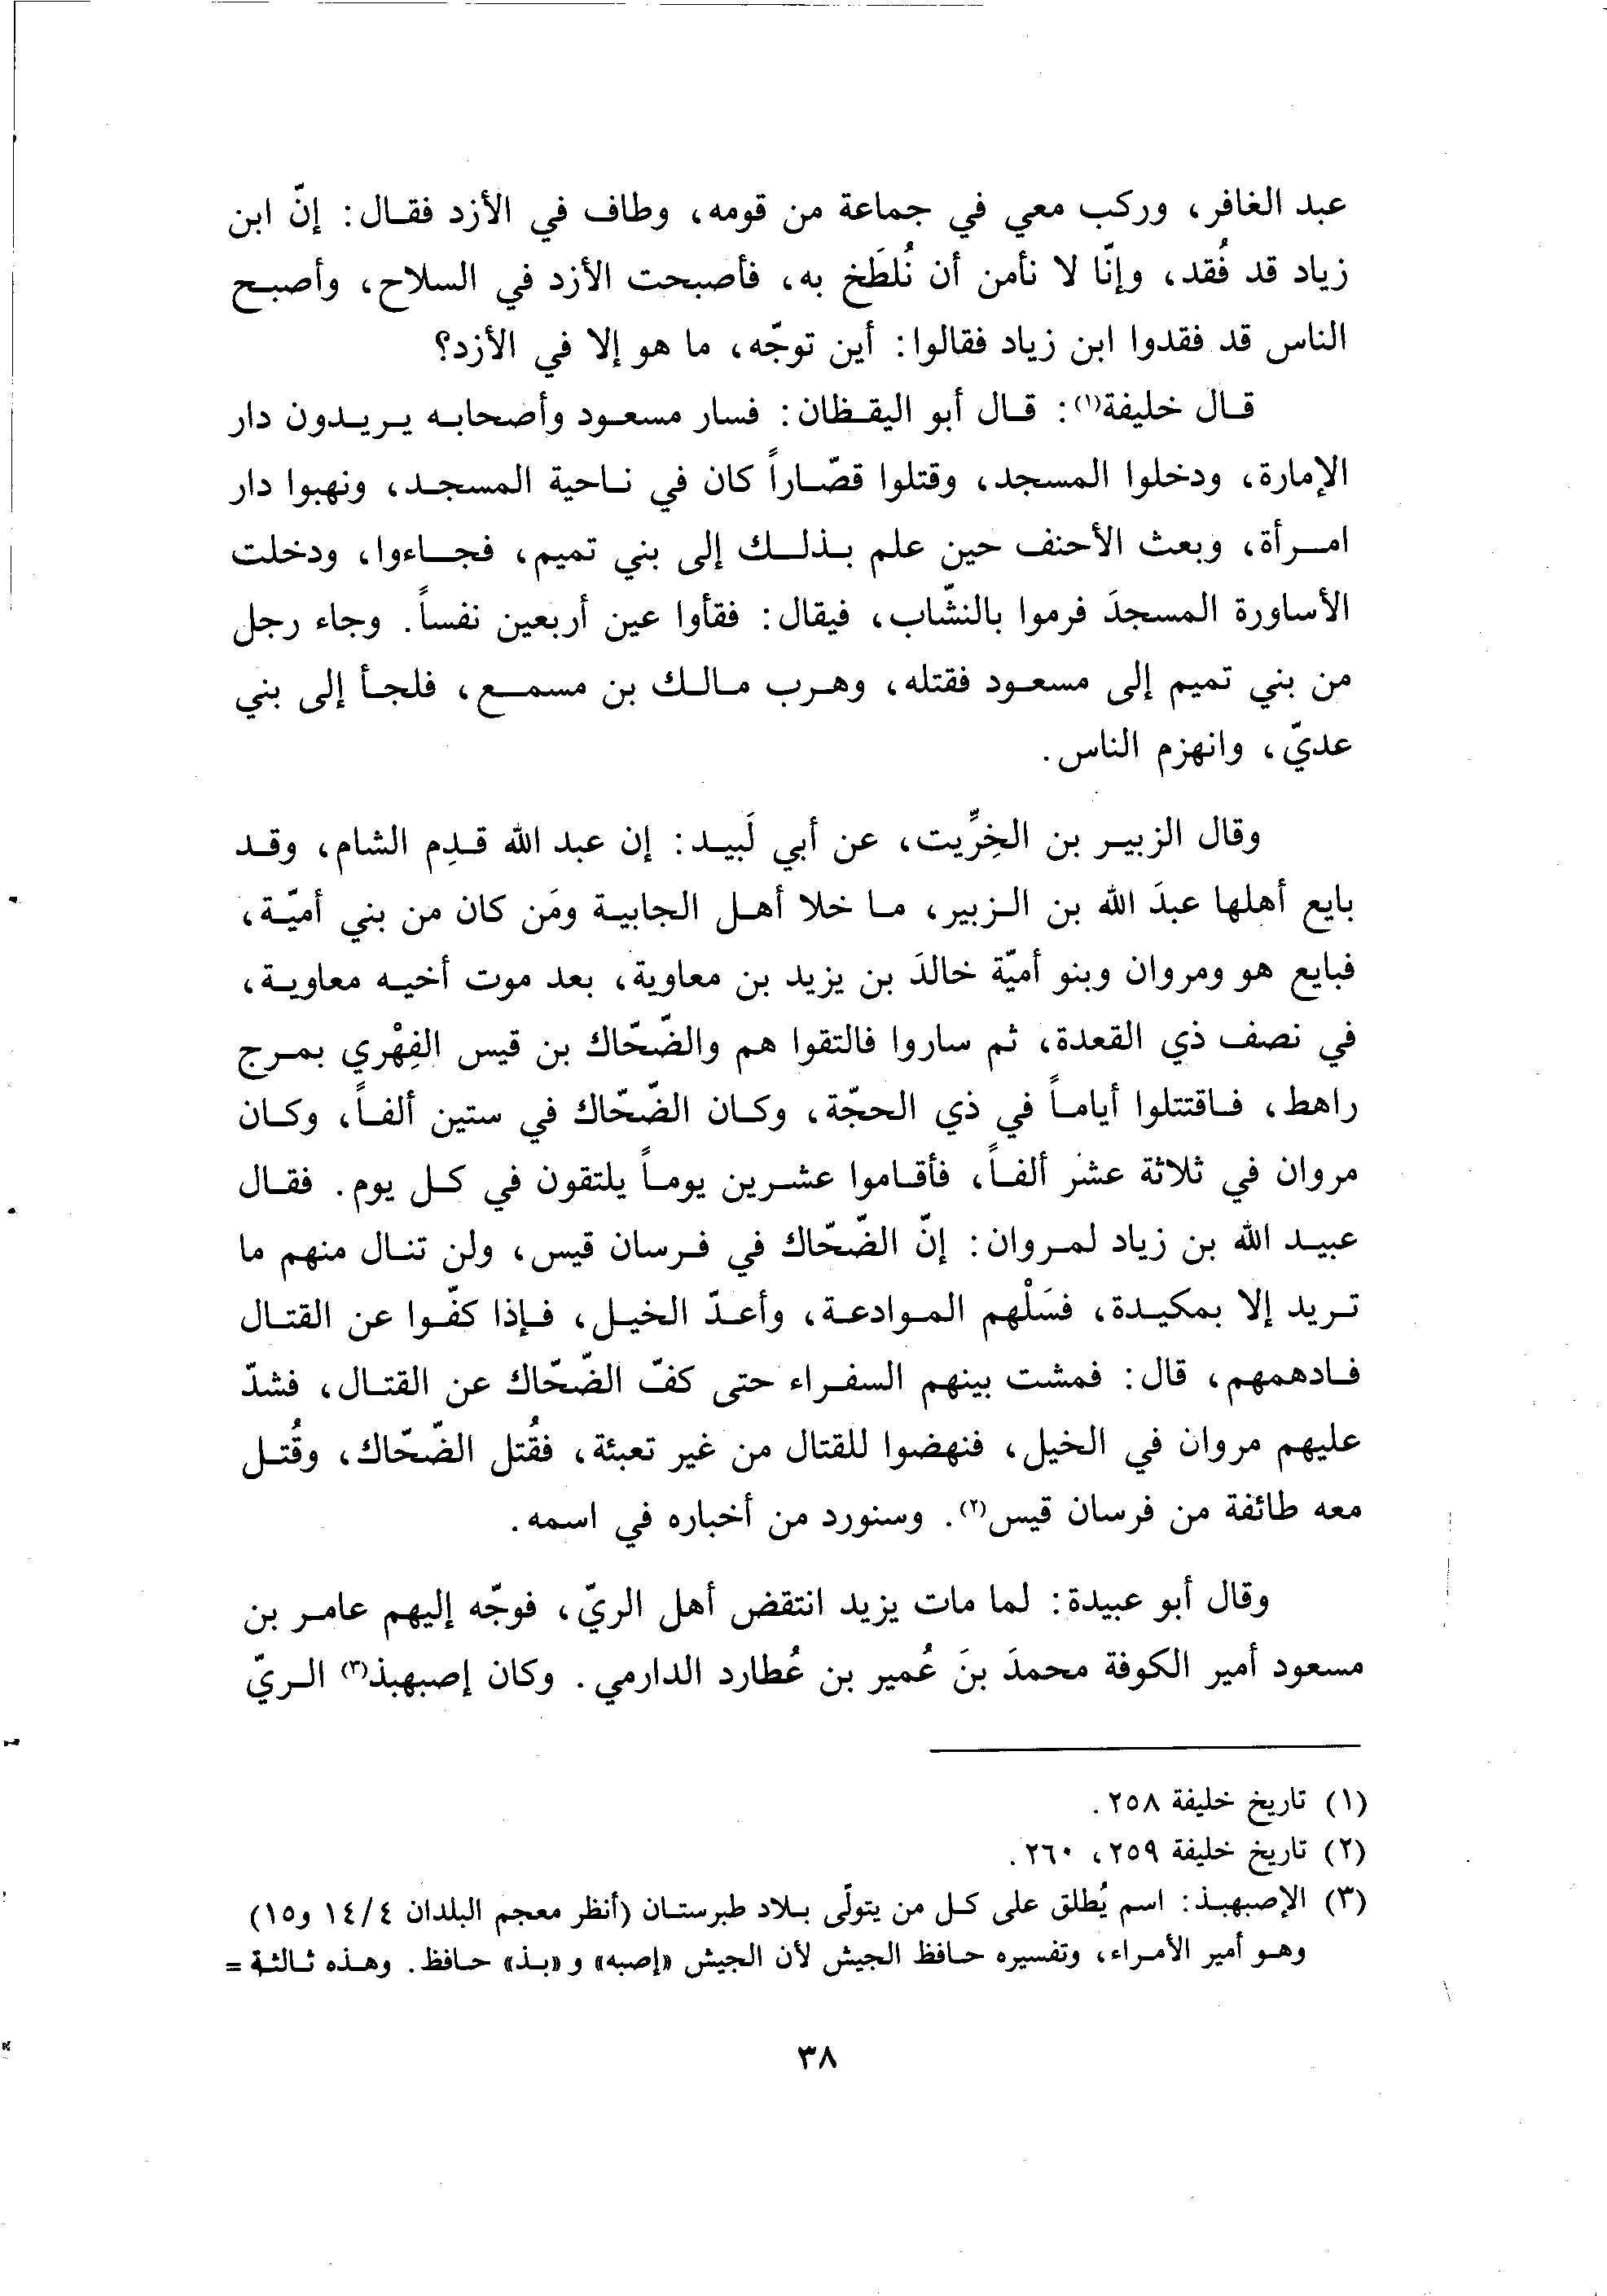 عبد الغافر، وركب معي في جماعة من قومه، وطاف في الأزد فقال: إنّ ابن
زياد قد فُقد، وإنّا لا نأمن أن نُلطَخ به، فأصبحت الأزد في السلاح، وأصبح
الناس قد فقدوا ابن زياد فقالوا: أين توجّه، ما هو إلا في الأزد؟
قال خليفة(١): قال أبو اليقظان: فسار مسعود وأصحابه يريدون دار
الإمارة، ودخلوا المسجد، وقتلوا قصّاراً كان في ناحية المسجد، ونهبوا دار
امرأة، وبعث الأحنف حين علم بذلك إلى بني تميم، فجاءوا، ودخلت
الأساورة المسجدَ فرموا بالنشّاب، فيقال: فقأوا عين أربعين نفساً. وجاء رجل
من بني تميم إلى مسعود فقتله، وهرب مالك بن مسمع، فلجأ إلى بني
عديّ، وانهزم الناس.
وقال الزبير بن الخِرِّيت، عن أبي لَبيد: إن عبد الله قدِم الشام، وقد
بايع أهلها عبدَ الله بن الزبير، ما خلا أهل الجابية ومَن كان من بني أميّة،
فبايع هو ومروان وبنو أميّة خالدَ بن يزيد بن معاوية، بعد موت أخيه معاوية،
في نصف ذي القعدة، ثم ساروا فالتقوا هم والضّحّاك بن قيس الفِهْري بمرج
راهط، فاقتتلوا أياماً في ذي الحجّة، وكان الضّحّاك في ستين ألفاً، وكان
مروان في ثلاثة عشر ألفاً، فأقاموا عشرين يوماً يلتقون في كل يوم. فقال
عبيد الله بن زياد لمروان: إنّ الضّحّاك في فرسان قيس، ولن تنال منهم ما
تريد إلا بمكيدة، فسَلْهم الموادعة، وأعدّ الخيل، فإذا كفّوا عن القتال
فادهمهم، قال: فمشت بينهم السفراء حتى كفّ الضّحّاك عن القتال، فشدّ
عليهم مروان في الخيل، فنهضوا للقتال من غير تعبئة، فقُتل الضّحّاك، وقُتل
معه طائفة من فرسان قيس(٢). وسنورد من أخباره في اسمه.
وقال أبو عبيدة: لما مات يزيد انتقض أهل الريّ، فوجّه إليهم عامر بن
مسعود أمير الكوفة محمدَ بنَ عُمير بن عُطارد الدارمي. وكان إصبهبذ(٣) الريّ
(١) تاريخ خليفة ٢٥٨.
(٢) تاريخ خليفة ٢٥٩، ٢٦٠.
(٣) الإصبهبذ: اسم يُطلق على كل من يتولّى بلاد طبرستان (أنظر معجم البلدان ١٤/٤ و١٥)
وهو أمير الأمراء، وتفسيره حافظ الجيش لأن الجيش «إصبه» و«بذ» حافظ. وهذه ثالثة =
٣٨